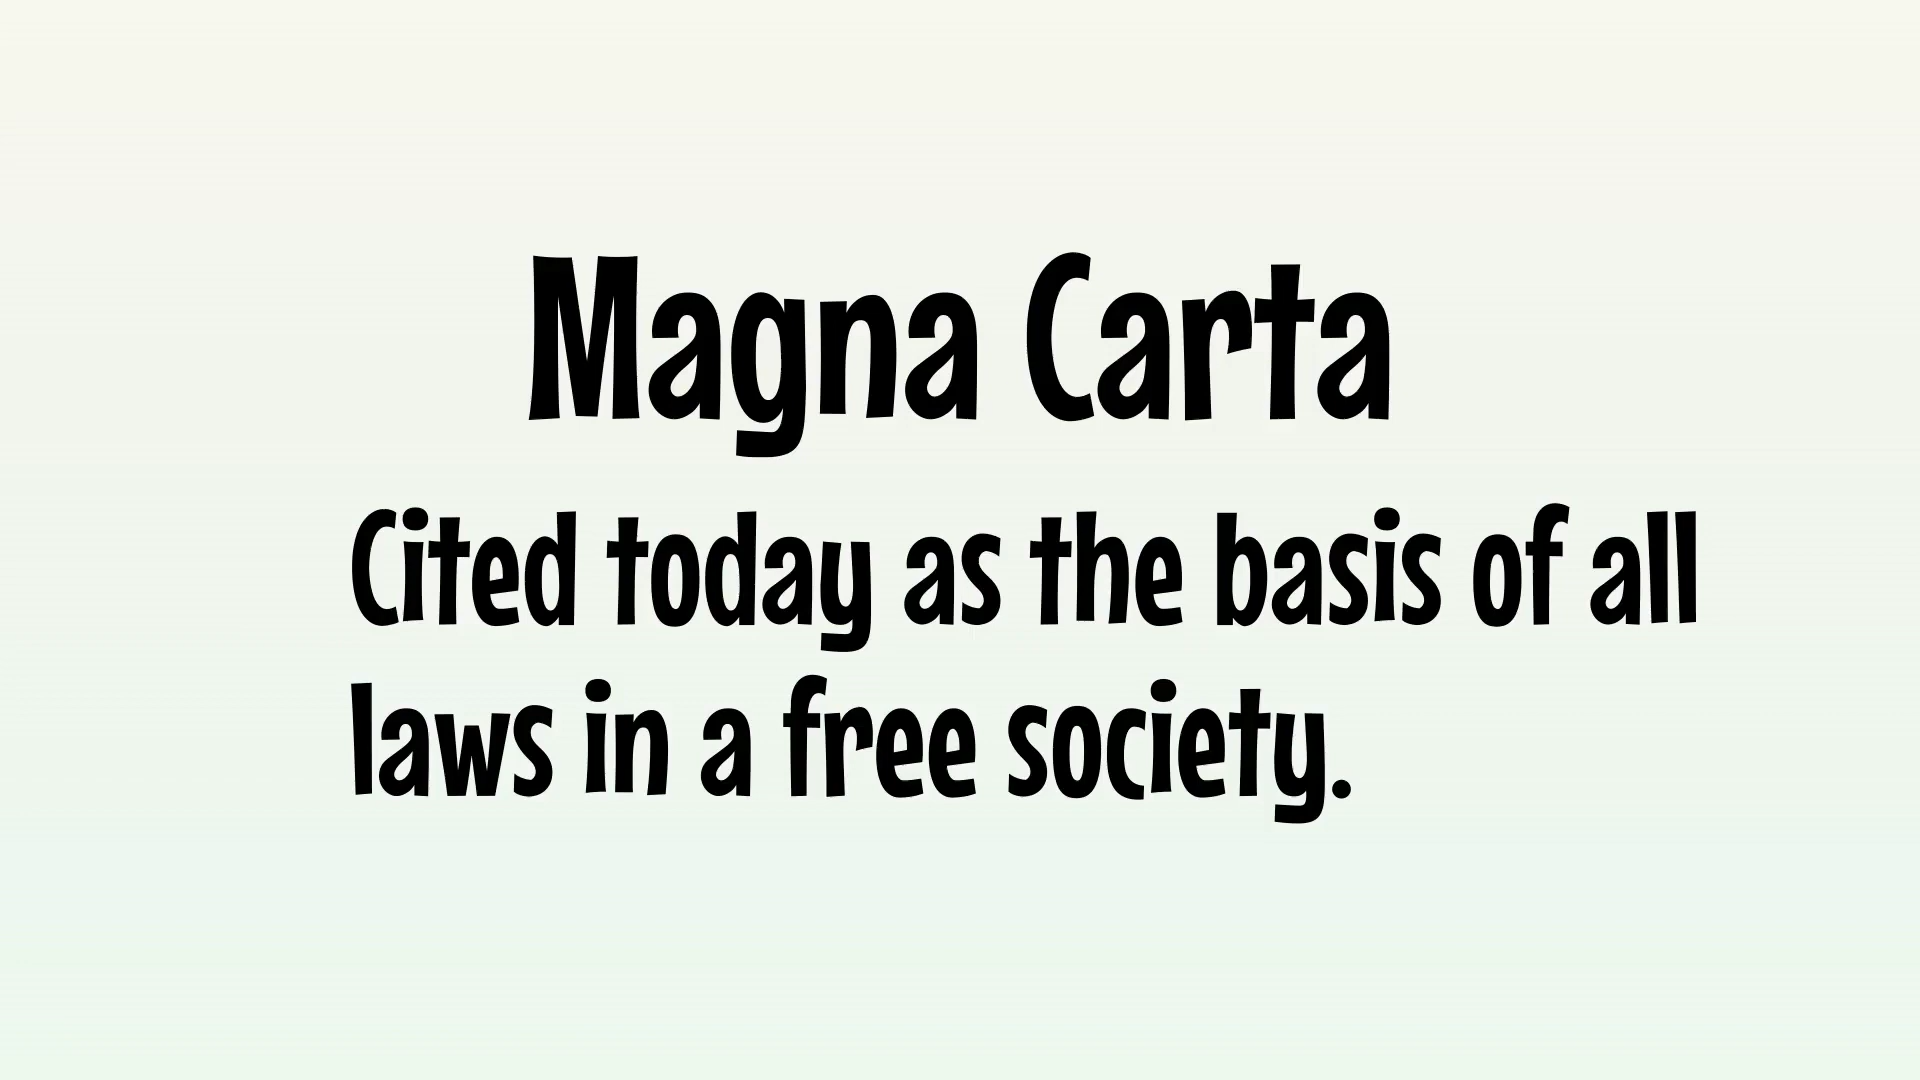 Magna Carta
Cited today as the basis of all
laws in a free society.